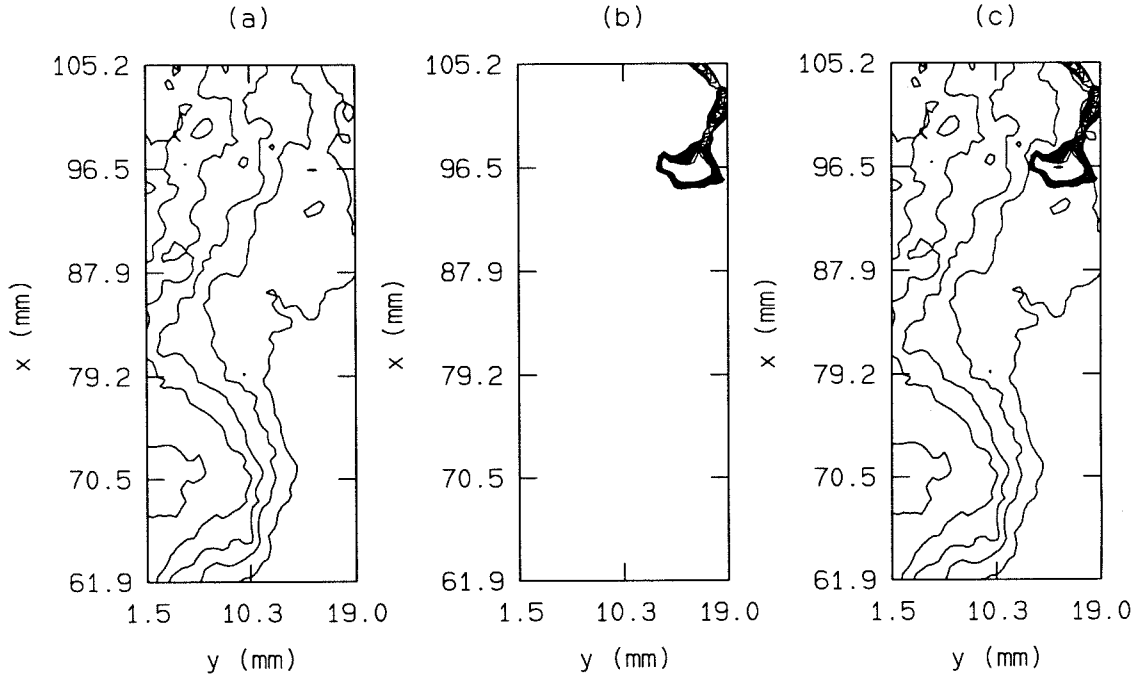 (a) (b) (c)
105.2 105.2 105.2
96.5 96.5 96.5
87.9 87.9 87.9
x (mm) x (mm) x (mm)
79.2 79.2 79.2
70.5 70.5 70.5
61.9 61.9 61.9
1.5 10.3 19.0 1.5 10.3 19.0 1.5 10.3 19.0
y (mm) y (mm) y (mm)